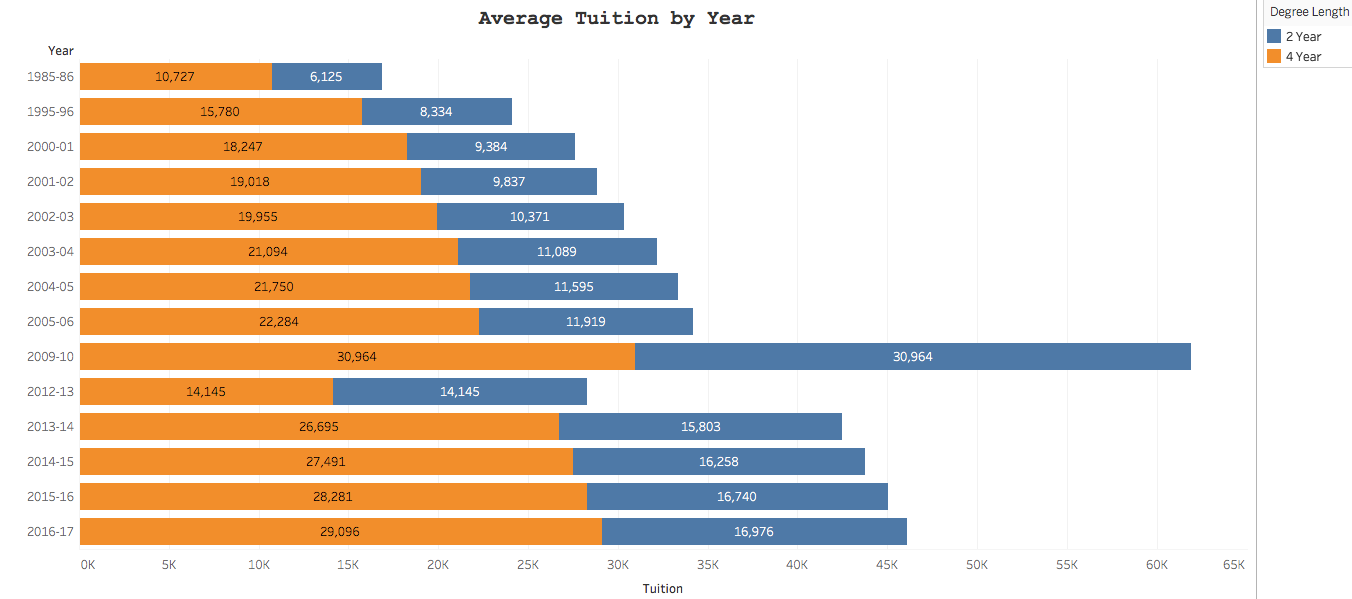 Average Tuition by Year
Degree Length
2 Year
4 Year
Year
1985-86 10,727 6,125
1995-96 15,780 8,334
2000-01 18,247 9,384
2001-02 19,018 9,837
2002-03 19,955 10,371
2003-04 21,094 11,089
2004-05 21,750 11,595
2005-06 22,284 11,919
2009-10 30,964 30,964
2012-13 14,145 14,145
2013-14 26,695 15,803
2014-15 27,491 16,258
2015-16 28,281 16,740
2016-17 29,096 16,976
0K 5K 10K 15K 20K 25K 30K 35K 40K 45K 50K 55K 60K 65K
Tuition